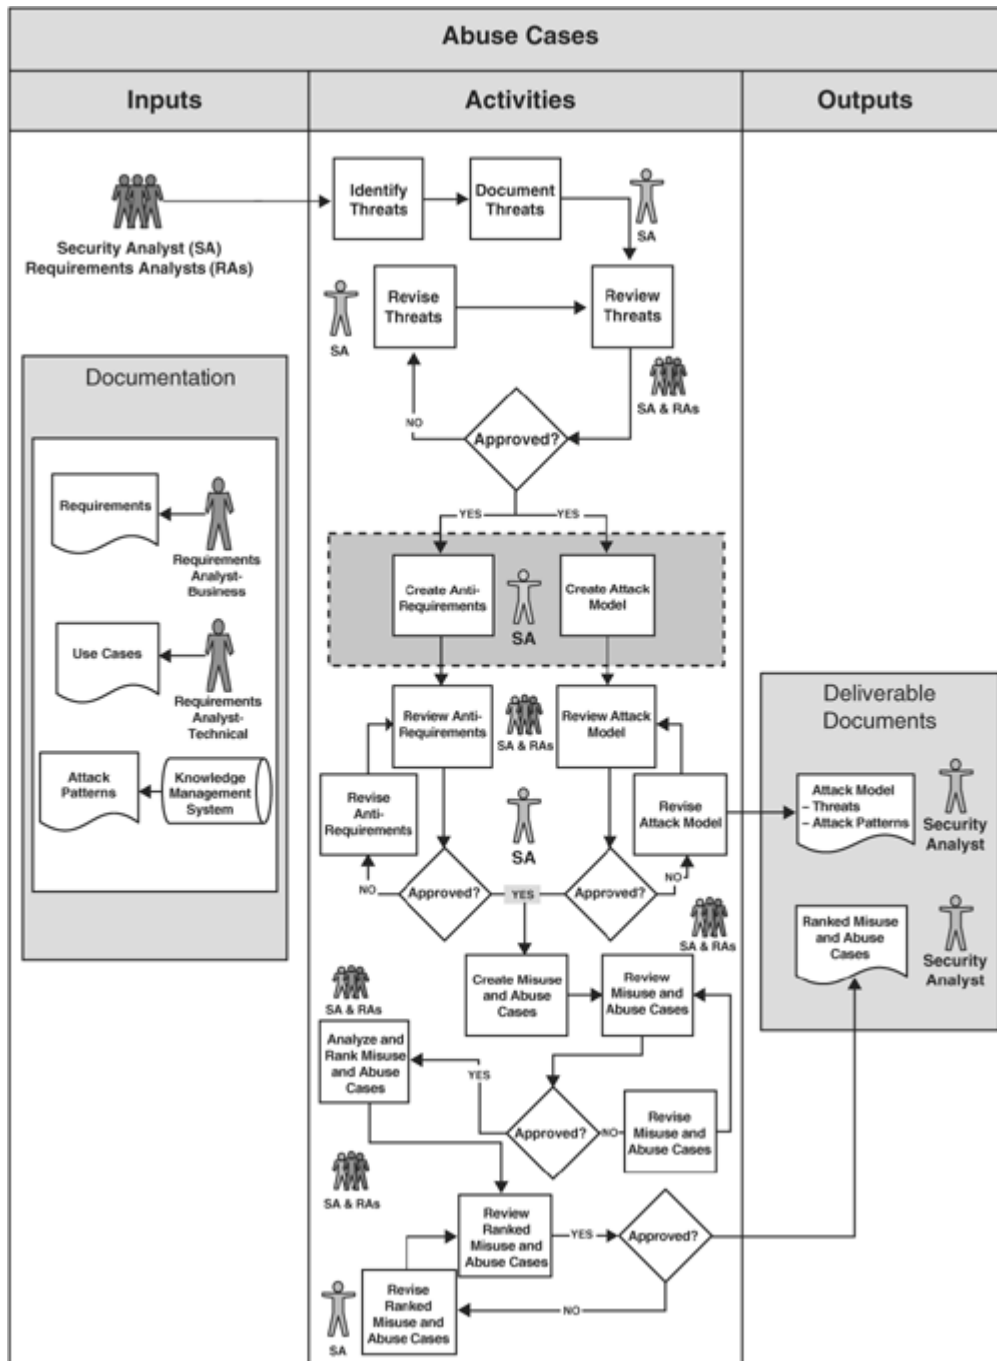 Abuse Cases
Inputs
Activities
Outputs
Security Analyst (SA)
Requirements Analysts (RAs)
Identify
Threats
Document
Threats
SA
Revise
Threats
SA
Review
Threats
SA & RAs
Approved?
NO
YES
YES
Documentation
Requirements
Requirements
Analyst-
Business
Use Cases
Requirements
Analyst-
Technical
Attack
Patterns
Knowledge
Management
System
Create Anti-
Requirements
SA
Create Attack
Model
Review Anti-
Requirements
SA & RAs
Review Attack
Model
Revise
Anti-
Requirements
SA
Revise
Attack Model
NO
Approved?
YES
Approved?
NO
SA & RAs
Create Misuse
and Abuse
Cases
Review
Misuse and
Abuse Cases
SA & RAs
Analyze and
Rank Misuse
and Abuse
Cases
YES
Approved?
NO
Revise
Misuse and
Abuse Cases
SA & RAs
Review
Ranked
Misuse and
Abuse Cases
YES
Approved?
NO
Revise
Ranked
Misuse and
Abuse Cases
SA
Deliverable
Documents
Attack Model
– Threats
– Attack Patterns
Security
Analyst
Ranked Misuse
and Abuse
Cases
Security
Analyst